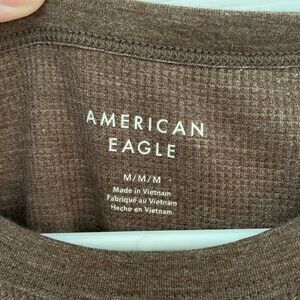 AMERICAN
EAGLE
M/M/M
Made in Vietnam
Fabriqué au Vietnam
Hecho en Vietnam